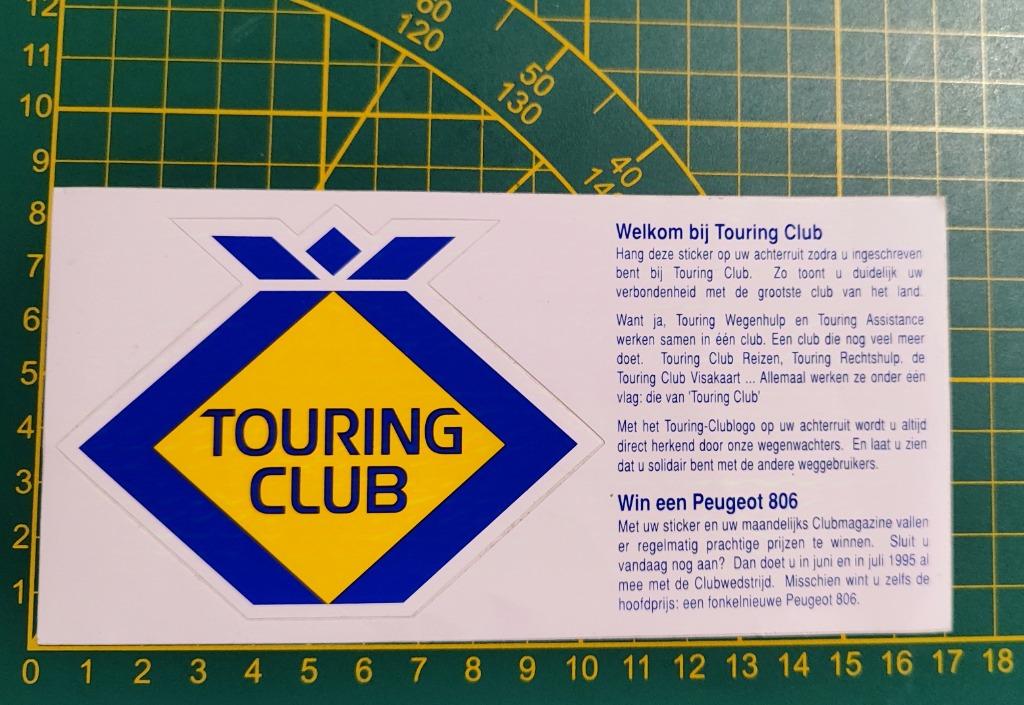 12
11
10
9
8
7
6
5
4
3
2
1
0 1 2 3 4 5 6 7 8 9 10 11 12 13 14 15 16 17 18
60
120
50
130
40
TOURING
CLUB
Welkom bij Touring Club
Hang deze sticker op uw achterruit zodra u ingeschreven
bent bij Touring Club. Zo toont u duidelijk uw
verbondenheid met de grootste club van het land.
Want ja, Touring Wegenhulp en Touring Assistance
werken samen in één club. Een club die nog veel meer
doet. Touring Club Reizen, Touring Rechtshulp, de
Touring Club Visakaart ... Allemaal werken ze onder één
vlag: die van 'Touring Club'
Met het Touring-Clublogo op uw achterruit wordt u altijd
direct herkend door onze wegenwachters. En laat u zien
dat u solidair bent met de andere weggebruikers.
Win een Peugeot 806
Met uw sticker en uw maandelijks Clubmagazine vallen
er regelmatig prachtige prijzen te winnen. Sluit u
vandaag nog aan? Dan doet u in juni en in juli 1995 al
mee met de Clubwedstrijd. Misschien wint u zelfs de
hoofdprijs: een fonkelnieuwe Peugeot 806.